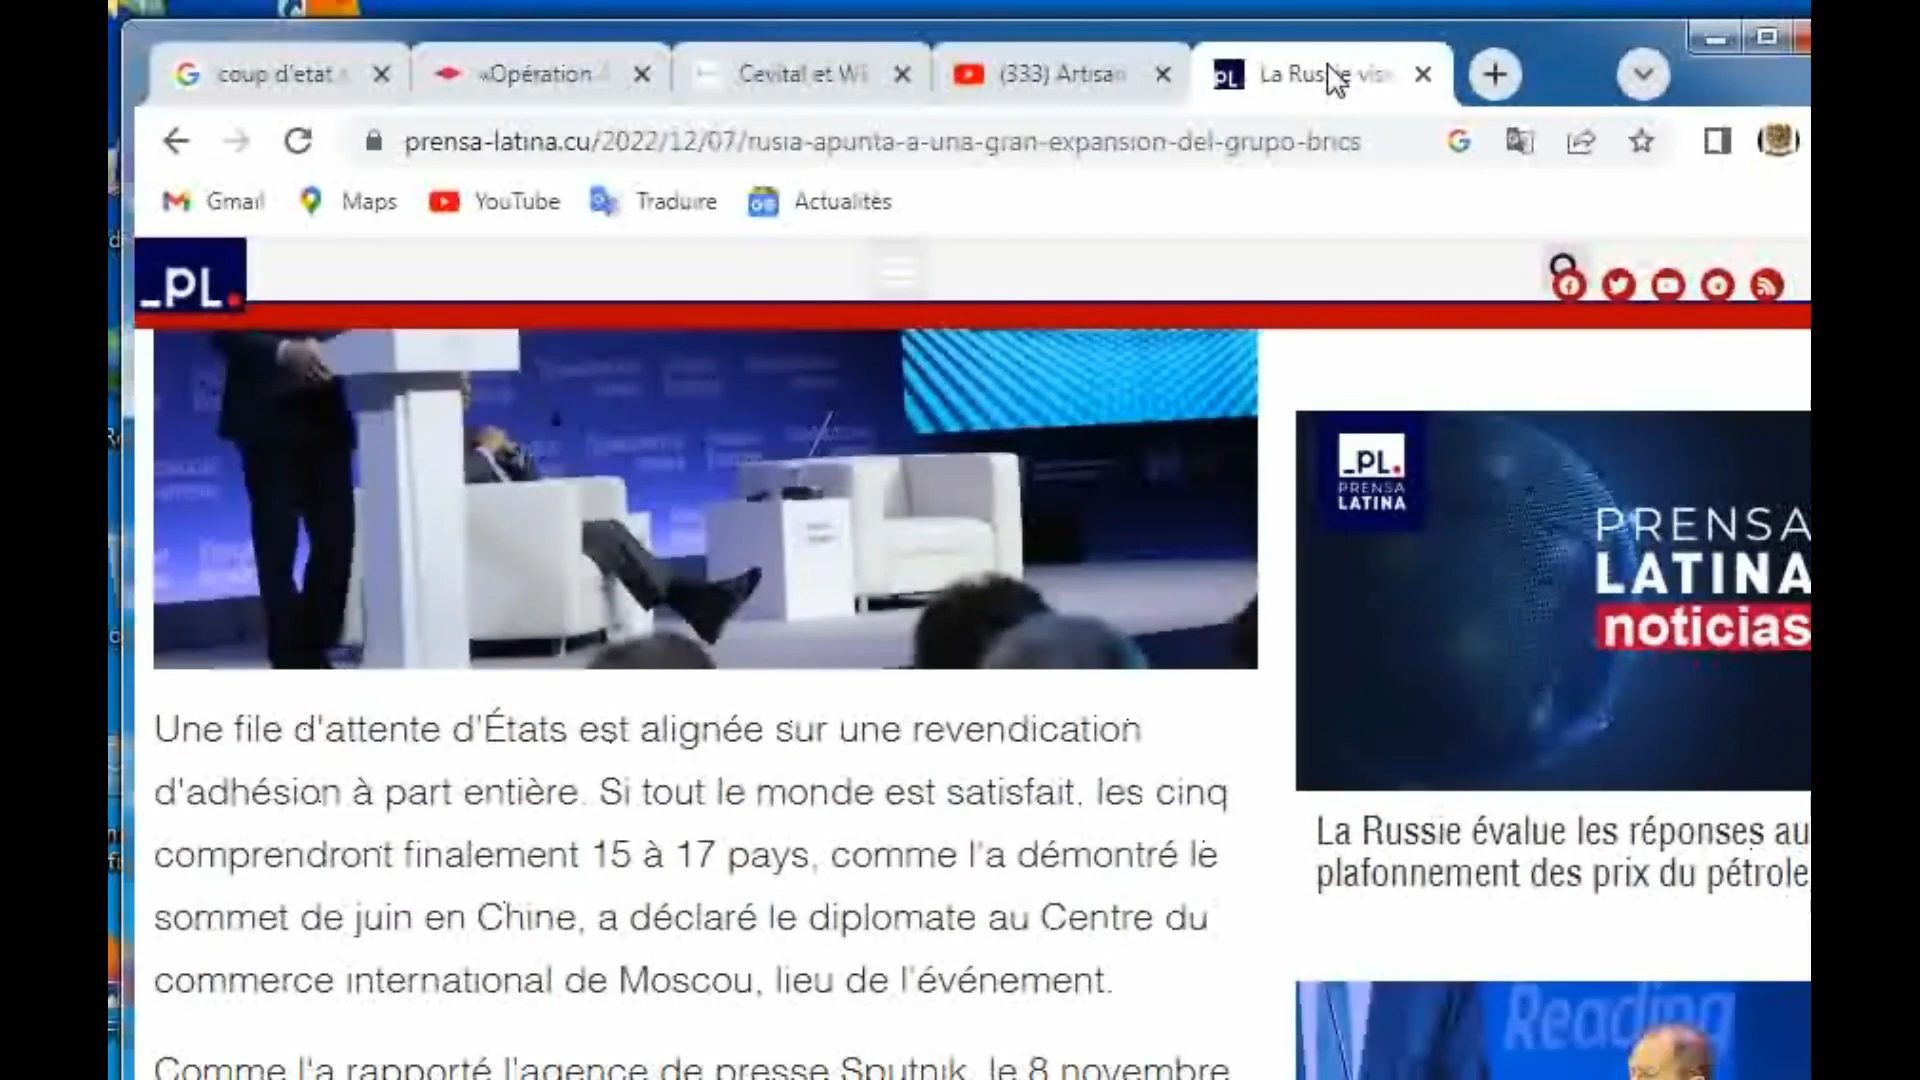 coup d'etat
«Opération
Cevital et Wi
(333) Artisan
La Russie vis
prensa-latina.cu/2022/12/07/rusia-apunta-a-una-gran-expansion-del-grupo-brics
Gmail
Maps
YouTube
Traduire
Actualités
_PL.
_PL.
PRENSA
LATINA
PRENSA
LATINA
noticias
Une file d'attente d'États est alignée sur une revendication
d'adhésion à part entière. Si tout le monde est satisfait, les cinq
comprendront finalement 15 à 17 pays, comme l'a démontré le
sommet de juin en Chine, a déclaré le diplomate au Centre du
commerce international de Moscou, lieu de l'événement.
Comme l'a rapporté l'agence de presse Sputnik, le 8 novembre
La Russie évalue les réponses au
plafonnement des prix du pétrole
Reading